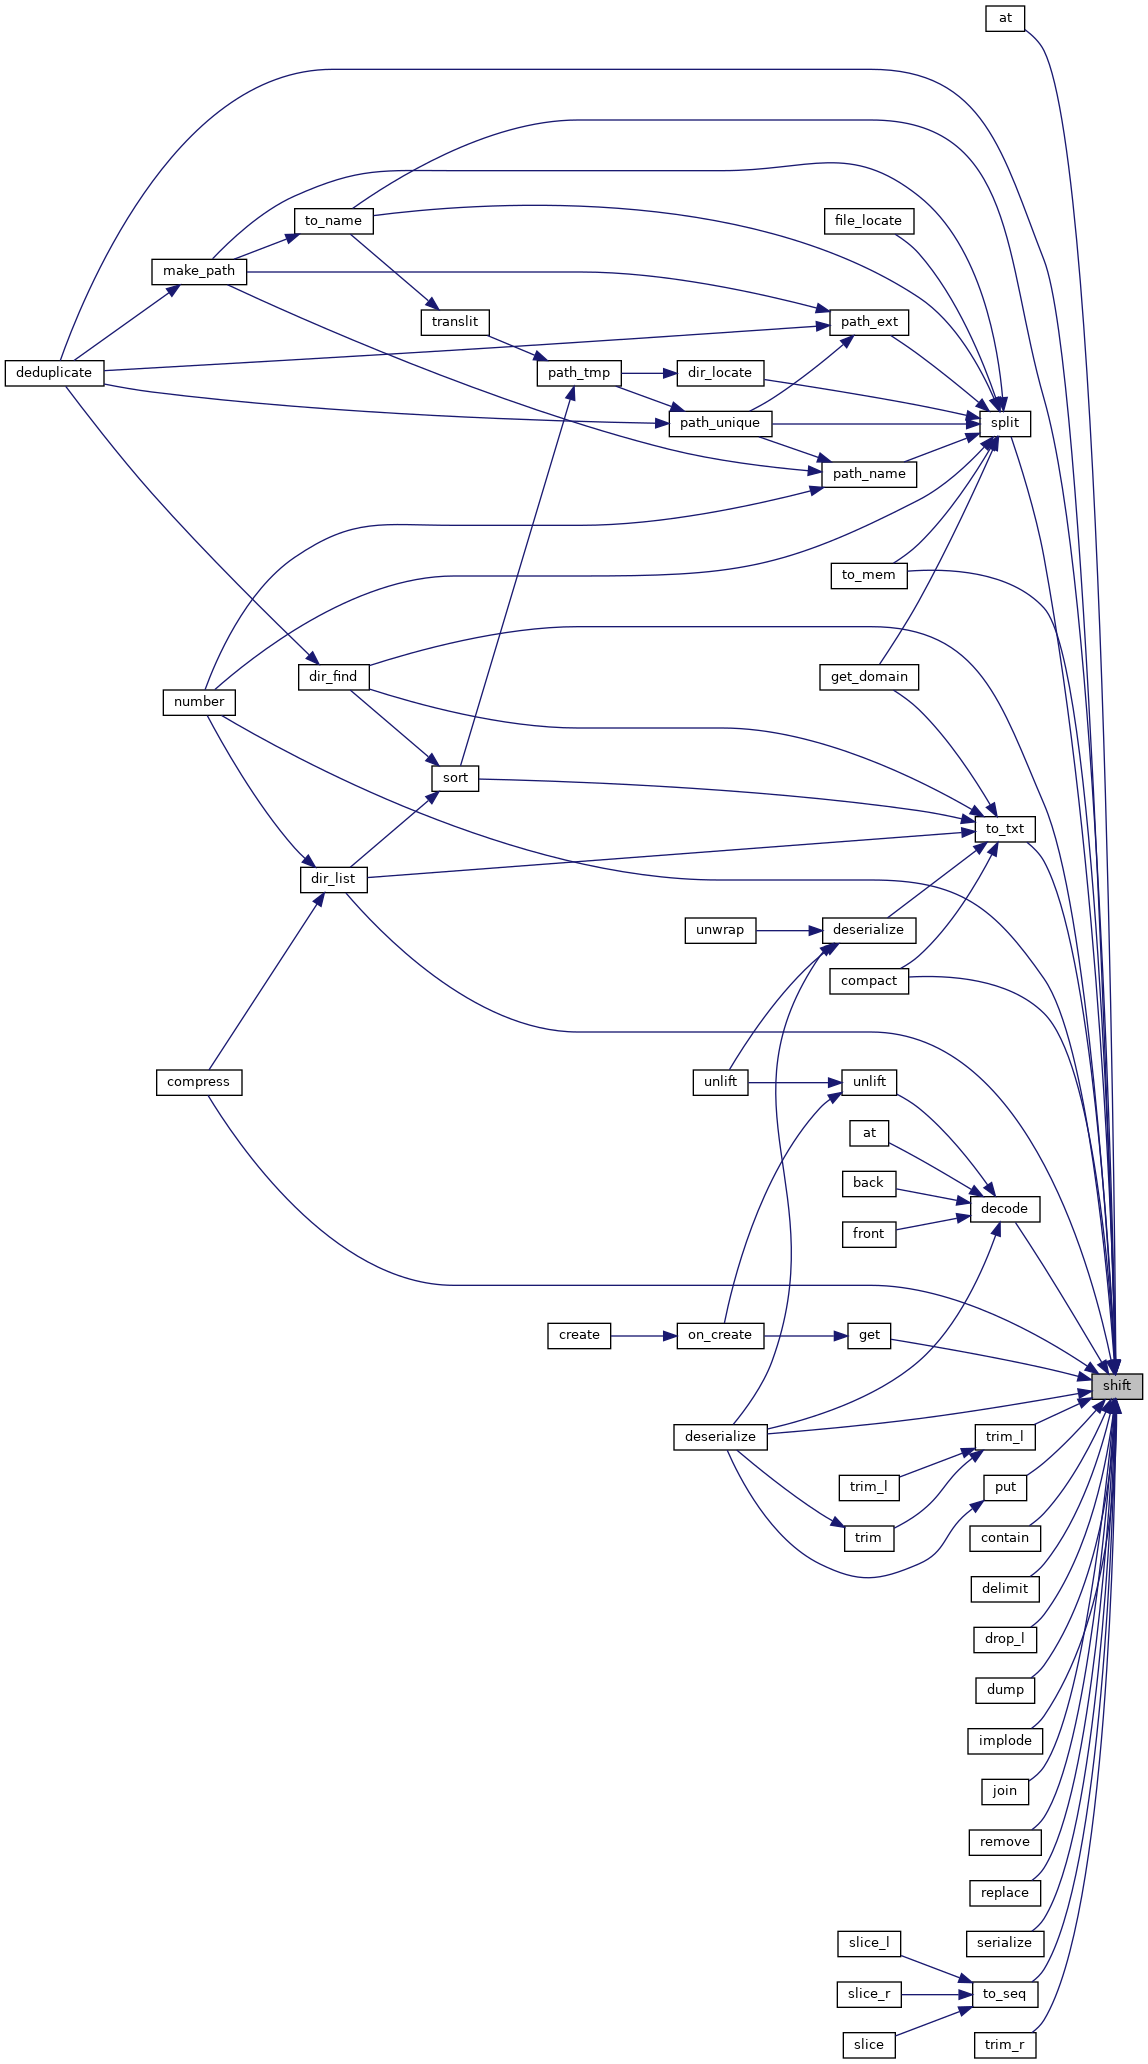 at
to_name
file_locate
make_path
translit
path_ext
deduplicate
path_tmp
dir_locate
path_unique
split
path_name
to_mem
dir_find
get_domain
number
sort
to_txt
dir_list
unwrap
deserialize
compact
compress
unlift
unlift
at
back
decode
front
create
on_create
get
shift
deserialize
trim_l
trim_l
put
trim
contain
delimit
drop_l
dump
implode
join
remove
replace
slice_l
serialize
slice_r
to_seq
slice
trim_r